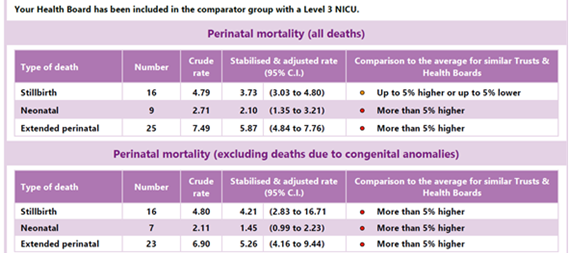 Your Health Board has been included in the comparator group with a Level 3 NICU.
Perinatal mortality (all deaths)
Type of death Number Crude rate Stabilised & adjusted rate (95% C.I.) Comparison to the average for similar Trusts & Health Boards
Stillbirth 16 4.79 3.73 (3.03 to 4.80) Up to 5% higher or up to 5% lower
Neonatal 9 2.71 2.10 (1.35 to 3.21) More than 5% higher
Extended perinatal 25 7.49 5.87 (4.84 to 7.76) More than 5% higher
Perinatal mortality (excluding deaths due to congenital anomalies)
Type of death Number Crude rate Stabilised & adjusted rate (95% C.I.) Comparison to the average for similar Trusts & Health Boards
Stillbirth 16 4.80 4.21 (2.83 to 16.71 More than 5% higher
Neonatal 7 2.11 1.45 (0.99 to 2.23) More than 5% higher
Extended perinatal 23 6.90 5.26 (4.16 to 9.44) More than 5% higher